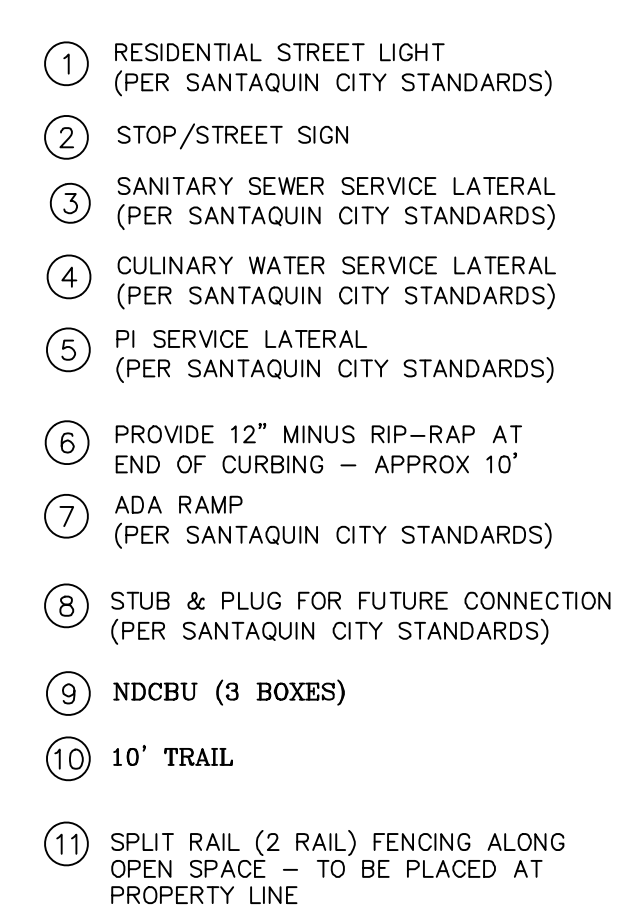 1 RESIDENTIAL STREET LIGHT
(PER SANTAQUIN CITY STANDARDS)
2 STOP/STREET SIGN
3 SANITARY SEWER SERVICE LATERAL
(PER SANTAQUIN CITY STANDARDS)
4 CULINARY WATER SERVICE LATERAL
(PER SANTAQUIN CITY STANDARDS)
5 PI SERVICE LATERAL
(PER SANTAQUIN CITY STANDARDS)
6 PROVIDE 12" MINUS RIP-RAP AT
END OF CURBING – APPROX 10'
7 ADA RAMP
(PER SANTAQUIN CITY STANDARDS)
8 STUB & PLUG FOR FUTURE CONNECTION
(PER SANTAQUIN CITY STANDARDS)
9 NDCBU (3 BOXES)
10 10' TRAIL
11 SPLIT RAIL (2 RAIL) FENCING ALONG
OPEN SPACE – TO BE PLACED AT
PROPERTY LINE